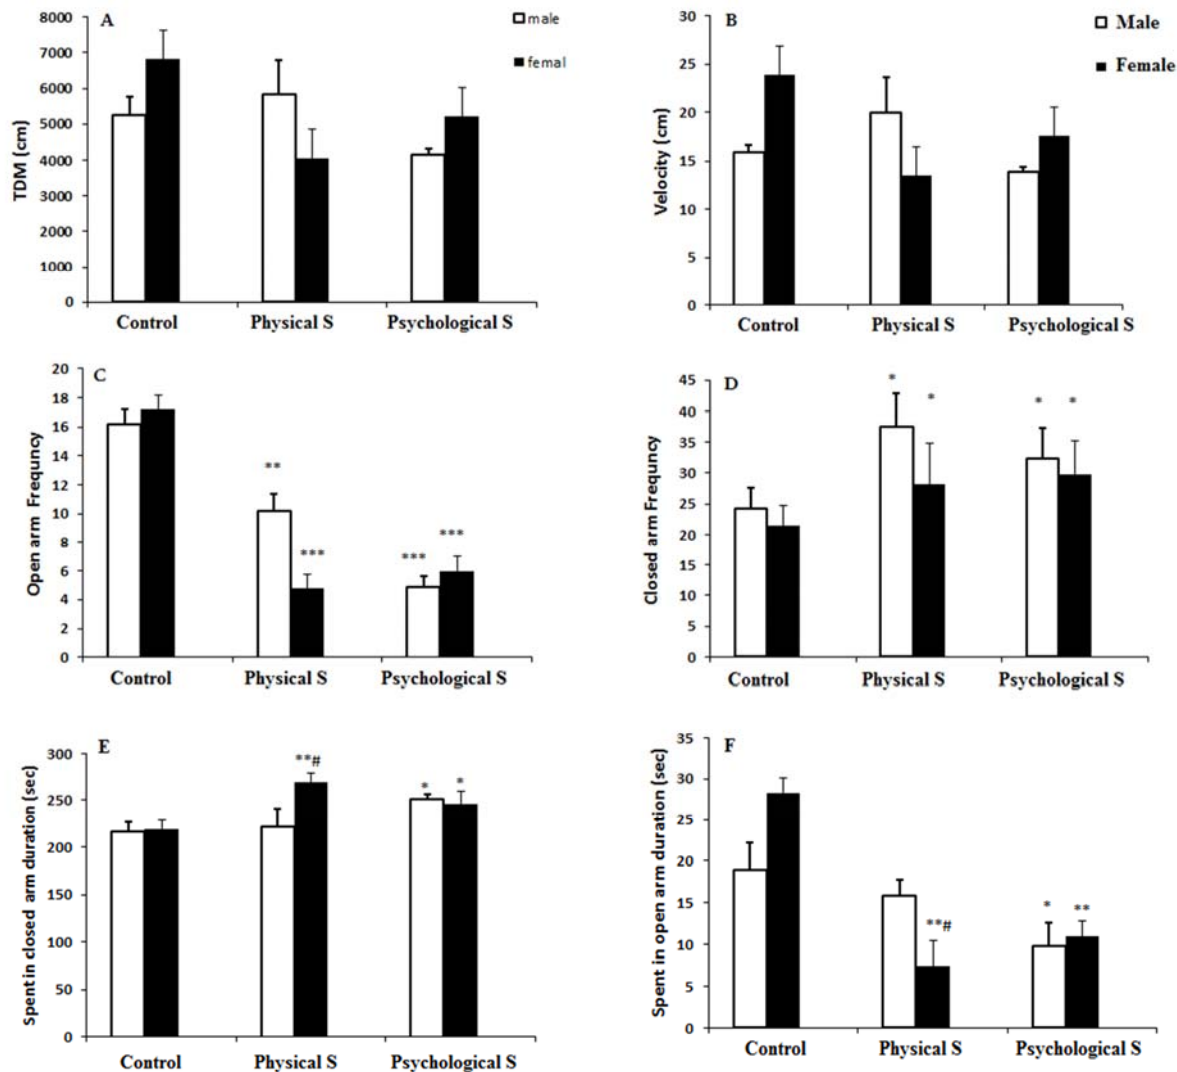 A
male
femal
TDM (cm)
8000
7000
6000
5000
4000
3000
2000
1000
0
Control
Physical S
Psychological S
B
Male
Female
Velocity (cm)
30
25
20
15
10
5
0
Control
Physical S
Psychological S
C
Open arm Frequncy
20
18
16
14
12
10
8
6
4
2
0
**
***
***
***
Control
Physical S
Psychological S
D
Closed arm Frequncy
45
40
35
30
25
20
15
10
5
0
*
*
*
*
Control
Physical S
Psychological S
E
Spent in closed arm duration (sec)
300
250
200
150
100
50
0
**#
*
*
Control
Physical S
Psychological S
F
Spent in open arm duration (sec)
35
30
25
20
15
10
5
0
**#
*
**
Control
Physical S
Psychological S